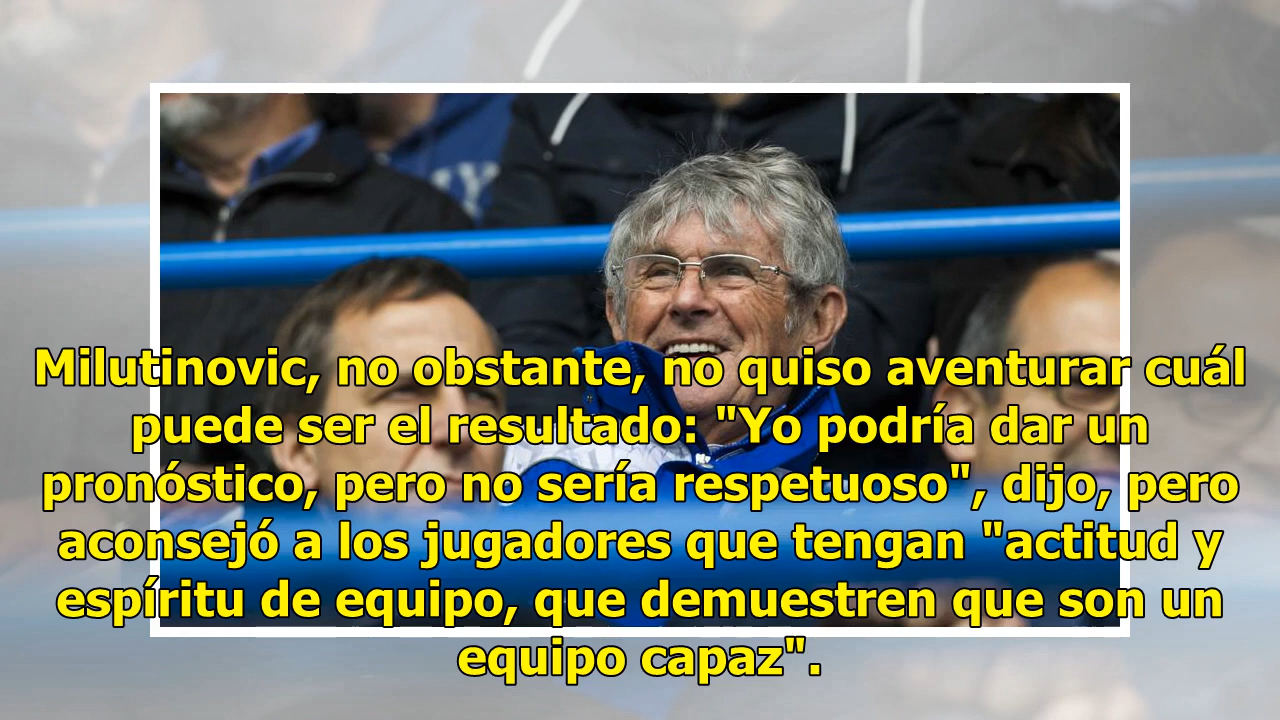 Milutinovic, no obstante, no quiso aventurar cuál
puede ser el resultado: "Yo podría dar un
pronóstico, pero no sería respetuoso", dijo, pero
aconsejó a los jugadores que tengan "actitud y
espíritu de equipo, que demuestren que son un
equipo capaz".